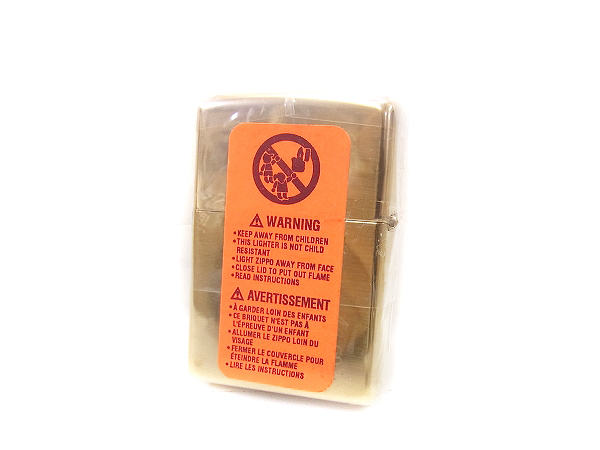 ⚠ WARNING
• KEEP AWAY FROM CHILDREN
• THIS LIGHTER IS NOT CHILD
RESISTANT
• LIGHT ZIPPO AWAY FROM FACE
• CLOSE LID TO PUT OUT FLAME
• READ INSTRUCTIONS
⚠ AVERTISSEMENT
• À GARDER LOIN DES ENFANTS
• CE BRIQUET N'EST PAS À
L'ÉPREUVE D'UN ENFANT
• ALLUMER LE ZIPPO LOIN DU
VISAGE
• FERMER LE COUVERCLE POUR
ÉTEINDRE LA FLAMME
• LIRE LES INSTRUCTIONS